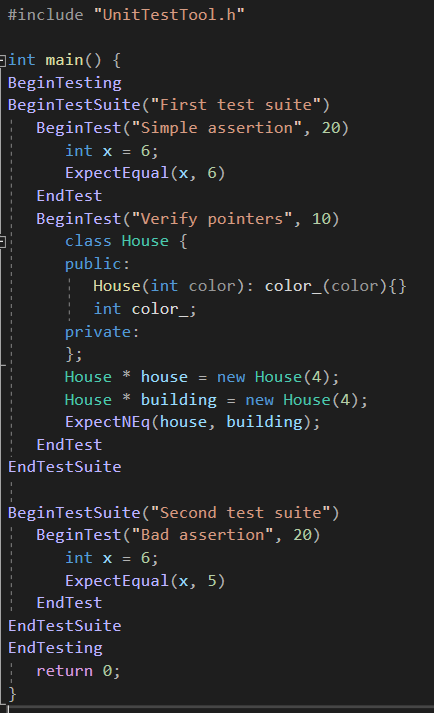 #include "UnitTestTool.h"
int main() {
BeginTesting
BeginTestSuite("First test suite")
BeginTest("Simple assertion", 20)
int x = 6;
ExpectEqual(x, 6)
EndTest
BeginTest("Verify pointers", 10)
class House {
public:
House(int color): color_(color){}
int color_;
private:
};
House * house = new House(4);
House * building = new House(4);
ExpectNEq(house, building);
EndTest
EndTestSuite
BeginTestSuite("Second test suite")
BeginTest("Bad assertion", 20)
int x = 6;
ExpectEqual(x, 5)
EndTest
EndTestSuite
EndTesting
return 0;
}